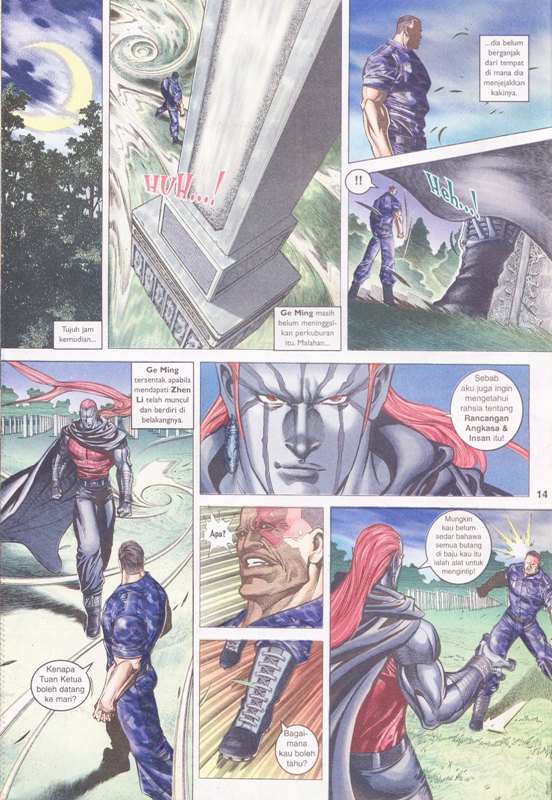 Tujuh jam
kemudian...
HUH....!
Ge Ming masih
belum meninggal-
kan perkuburan
itu. Malahan...
...dia belum
berganjak
dari tempat
di mana dia
menjejakkan
kakinya.
!!
Heh....!
Ge Ming
tersentak apabila
mendapati Zhen
Li telah muncul
dan berdiri di
belakangnya.
Kenapa
Tuan Ketua
boleh datang
ke mari?
Sebab
aku juga ingin
mengetahui
rahsia tentang
Rancangan
Angkasa &
Insan itu!
14
Apa?
Bagai-
mana kau
boleh
tahu?
Mungkin
kau belum
sedar bahawa
semua butang
di baju kau itu
ialah alat untuk
mengintip!